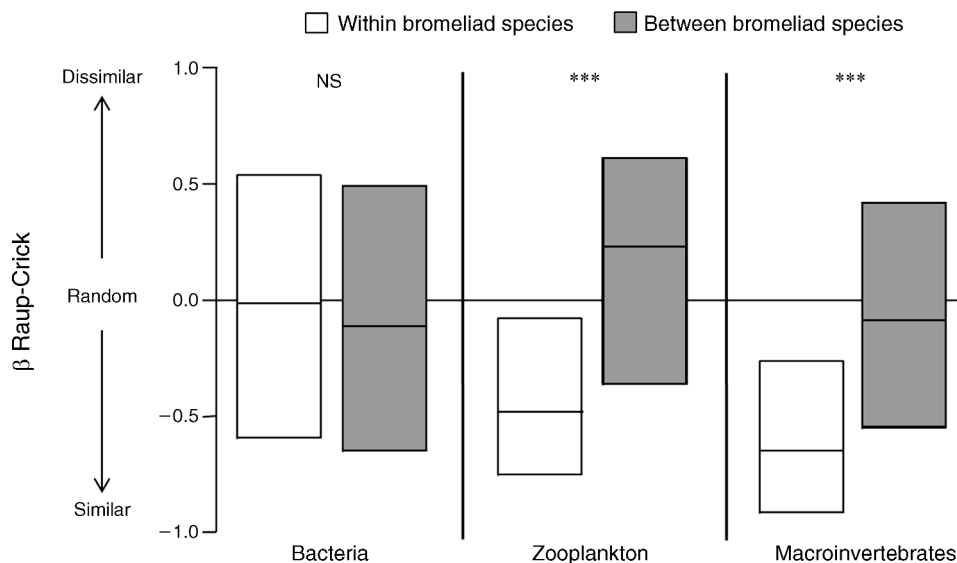 Within bromeliad species
Between bromeliad species
Dissimilar
Random
Similar
β Raup-Crick
1.0
0.5
0.0
−0.5
−1.0
NS
***
***
Bacteria
Zooplankton
Macroinvertebrates